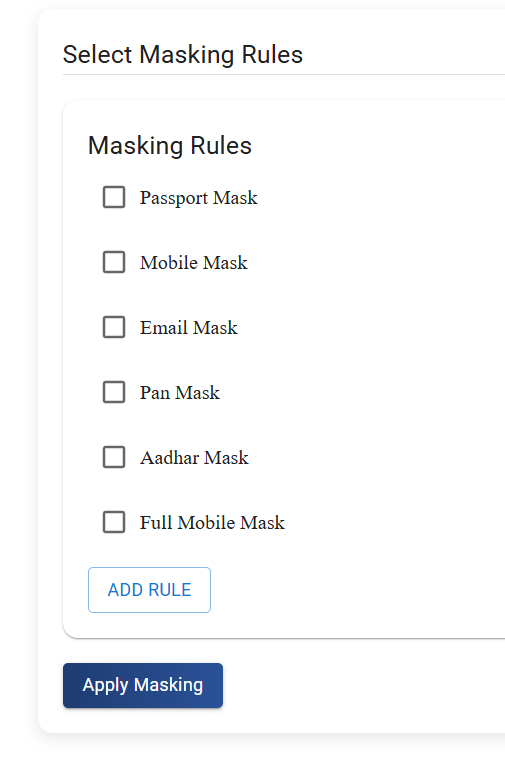 Select Masking Rules
Masking Rules
Passport Mask
Mobile Mask
Email Mask
Pan Mask
Aadhar Mask
Full Mobile Mask
ADD RULE
Apply Masking